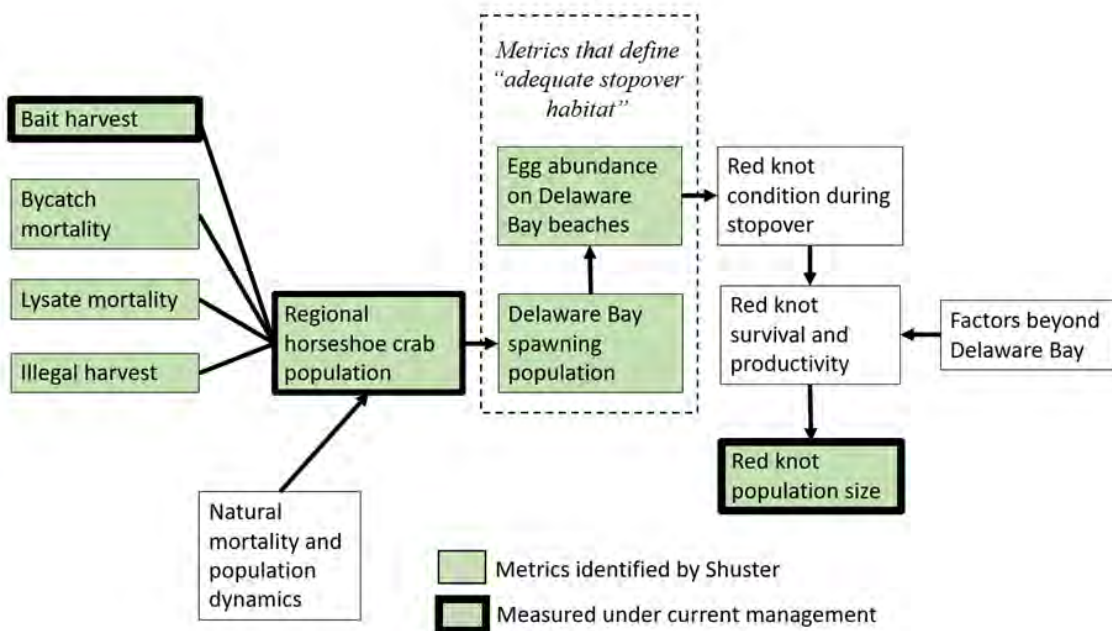 Metrics that define
“adequate stopover
habitat”
Bait harvest
Bycatch
mortality
Lysate mortality
Illegal harvest
Regional
horseshoe crab
population
Natural
mortality and
population
dynamics
Egg abundance
on Delaware
Bay beaches
Delaware Bay
spawning
population
Red knot
condition during
stopover
Red knot
survival and
productivity
Factors beyond
Delaware Bay
Red knot
population size
Metrics identified by Shuster
Measured under current management